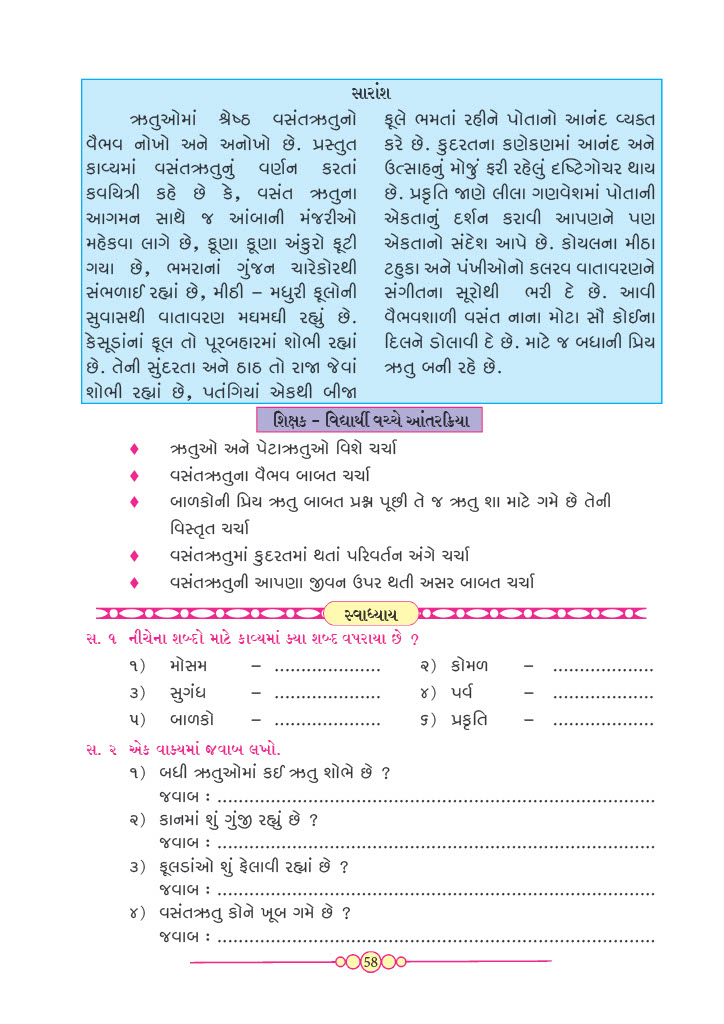 સારાંશ
ઋતુઓમાં શ્રેષ્ઠ વસંતઋતુનો
વૈભવ નોખો અને અનોખો છે. પ્રસ્તુત
કાવ્યમાં વસંતઋતુનું વર્ણન કરતાં
કવયિત્રી કહે છે કે, વસંત ઋતુના
આગમન સાથે જ આંબાની મંજરીઓ
મહેકવા લાગે છે, કૂણા કૂણા અંકુરો ફૂટી
ગયા છે, ભમરાનાં ગુંજન ચારેકોરથી
સંભળાઈ રહ્યાં છે, મીઠી – મધુરી ફૂલોની
સુવાસથી વાતાવરણ મઘમઘી રહ્યું છે.
કેસૂડાંનાં ફૂલ તો પૂરબહારમાં શોભી રહ્યાં
છે. તેની સુંદરતા અને ઠાઠ તો રાજા જેવાં
શોભી રહ્યાં છે, પતંગિયાં એકથી બીજા
ફૂલે ભમતાં રહીને પોતાનો આનંદ વ્યક્ત
કરે છે. કુદરતના કણેકણમાં આનંદ અને
ઉત્સાહનું મોજું ફરી રહેલું દષ્ટિગોચર થાય
છે. પ્રકૃતિ જાણે લીલા ગણવેશમાં પોતાની
એકતાનું દર્શન કરાવી આપણને પણ
એકતાનો સંદેશ આપે છે. કોયલના મીઠા
ટહુકા અને પંખીઓનો કલરવ વાતાવરણને
સંગીતના સૂરોથી ભરી દે છે. આવી
વૈભવશાળી વસંત નાના મોટા સૌ કોઈના
દિલને ડોલાવી દે છે. માટે જ બધાની પ્રિય
ઋતુ બની રહે છે.
શિક્ષક – વિદ્યાર્થી વચ્ચે આંતરક્રિયા
♦ ઋતુઓ અને પેટાઋતુઓ વિશે ચર્ચા
♦ વસંતઋતુના વૈભવ બાબત ચર્ચા
♦ બાળકોની પ્રિય ઋતુ બાબત પ્રશ્ન પૂછી તે જ ઋતુ શા માટે ગમે છે તેની
વિસ્તૃત ચર્ચા
♦ વસંતઋતુમાં કુદરતમાં થતાં પરિવર્તન અંગે ચર્ચા
♦ વસંતઋતુની આપણા જીવન ઉપર થતી અસર બાબત ચર્ચા
સ્વાધ્યાય
સ. ૧ નીચેના શબ્દો માટે કાવ્યમાં ક્યા શબ્દ વપરાયા છે ?
૧) મોસમ – .................... ૨) કોમળ – ...................
૩) સુગંધ – .................... ૪) પર્વ – ...................
૫) બાળકો – .................... ૬) પ્રકૃતિ – ...................
સ. ૨ એક વાક્યમાં જવાબ લખો.
૧) બધી ઋતુઓમાં કઈ ઋતુ શોભે છે ?
જવાબ : ..................................................................................
૨) કાનમાં શું ગુંજી રહ્યું છે ?
જવાબ : ..................................................................................
૩) ફૂલડાંઓ શું ફેલાવી રહ્યાં છે ?
જવાબ : ..................................................................................
૪) વસંતઋતુ કોને ખૂબ ગમે છે ?
જવાબ : ..................................................................................
58